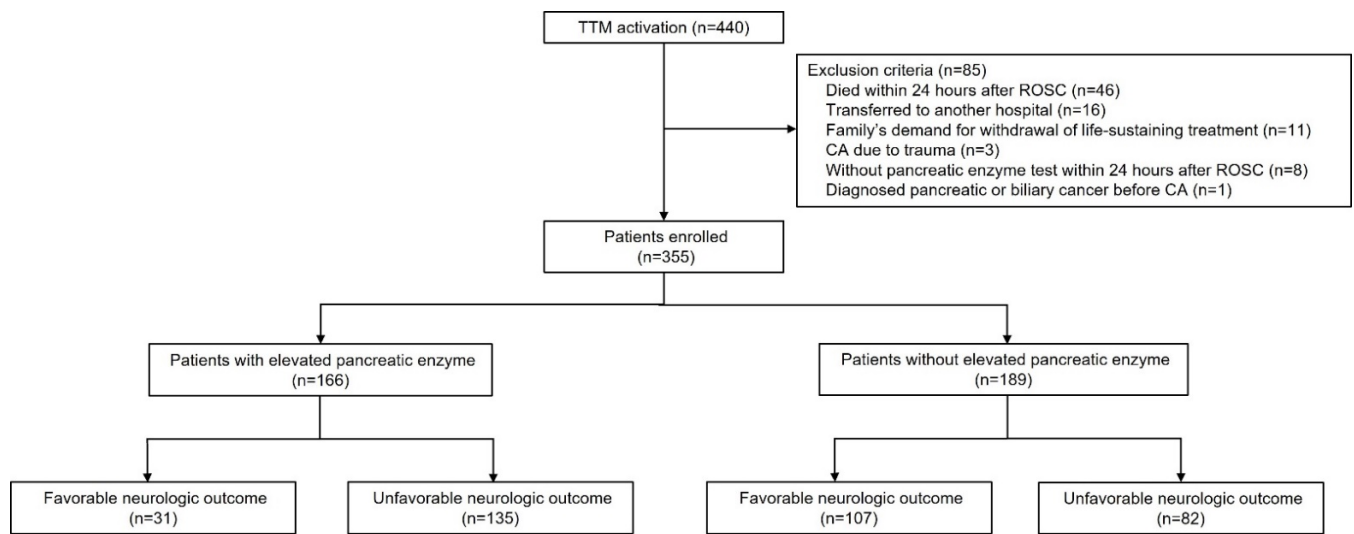 TTM activation (n=440)
Exclusion criteria (n=85)
Died within 24 hours after ROSC (n=46)
Transferred to another hospital (n=16)
Family's demand for withdrawal of life-sustaining treatment (n=11)
CA due to trauma (n=3)
Without pancreatic enzyme test within 24 hours after ROSC (n=8)
Diagnosed pancreatic or biliary cancer before CA (n=1)
Patients enrolled
(n=355)
Patients with elevated pancreatic enzyme
(n=166)
Patients without elevated pancreatic enzyme
(n=189)
Favorable neurologic outcome
(n=31)
Unfavorable neurologic outcome
(n=135)
Favorable neurologic outcome
(n=107)
Unfavorable neurologic outcome
(n=82)